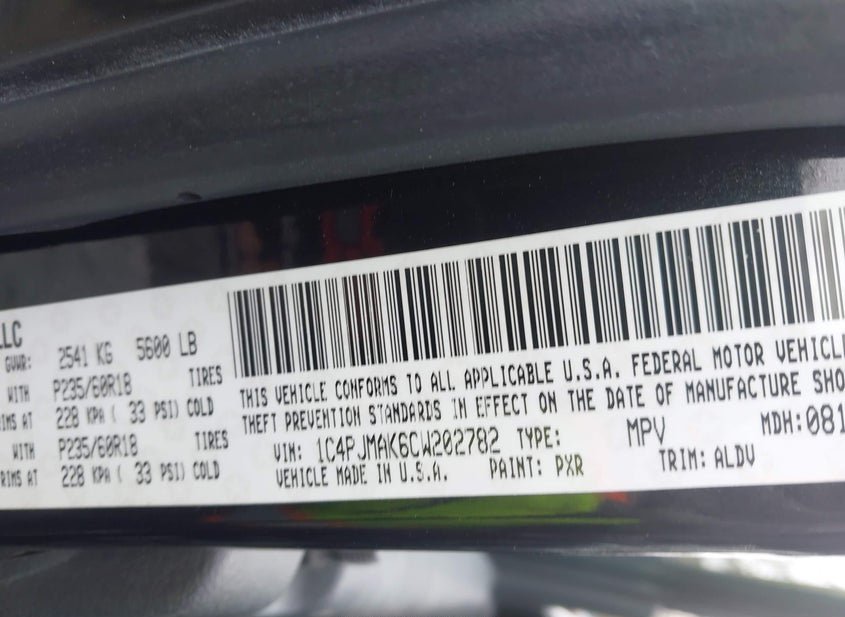 LLC
GVWR: 2541 KG 5600 LB
WITH P235/60R18 TIRES
RIMS AT 228 KPA ( 33 PSI) COLD
WITH P235/60R18 TIRES
RIMS AT 228 KPA ( 33 PSI) COLD
THIS VEHICLE CONFORMS TO ALL APPLICABLE U.S.A. FEDERAL MOTOR VEHICLE
THEFT PREVENTION STANDARDS IN EFFECT ON THE DATE OF MANUFACTURE SHO
VIN: 1C4PJMAK6CW202782 TYPE: MPV MDH:081
VEHICLE MADE IN U.S.A. PAINT: PXR TRIM: ALDV